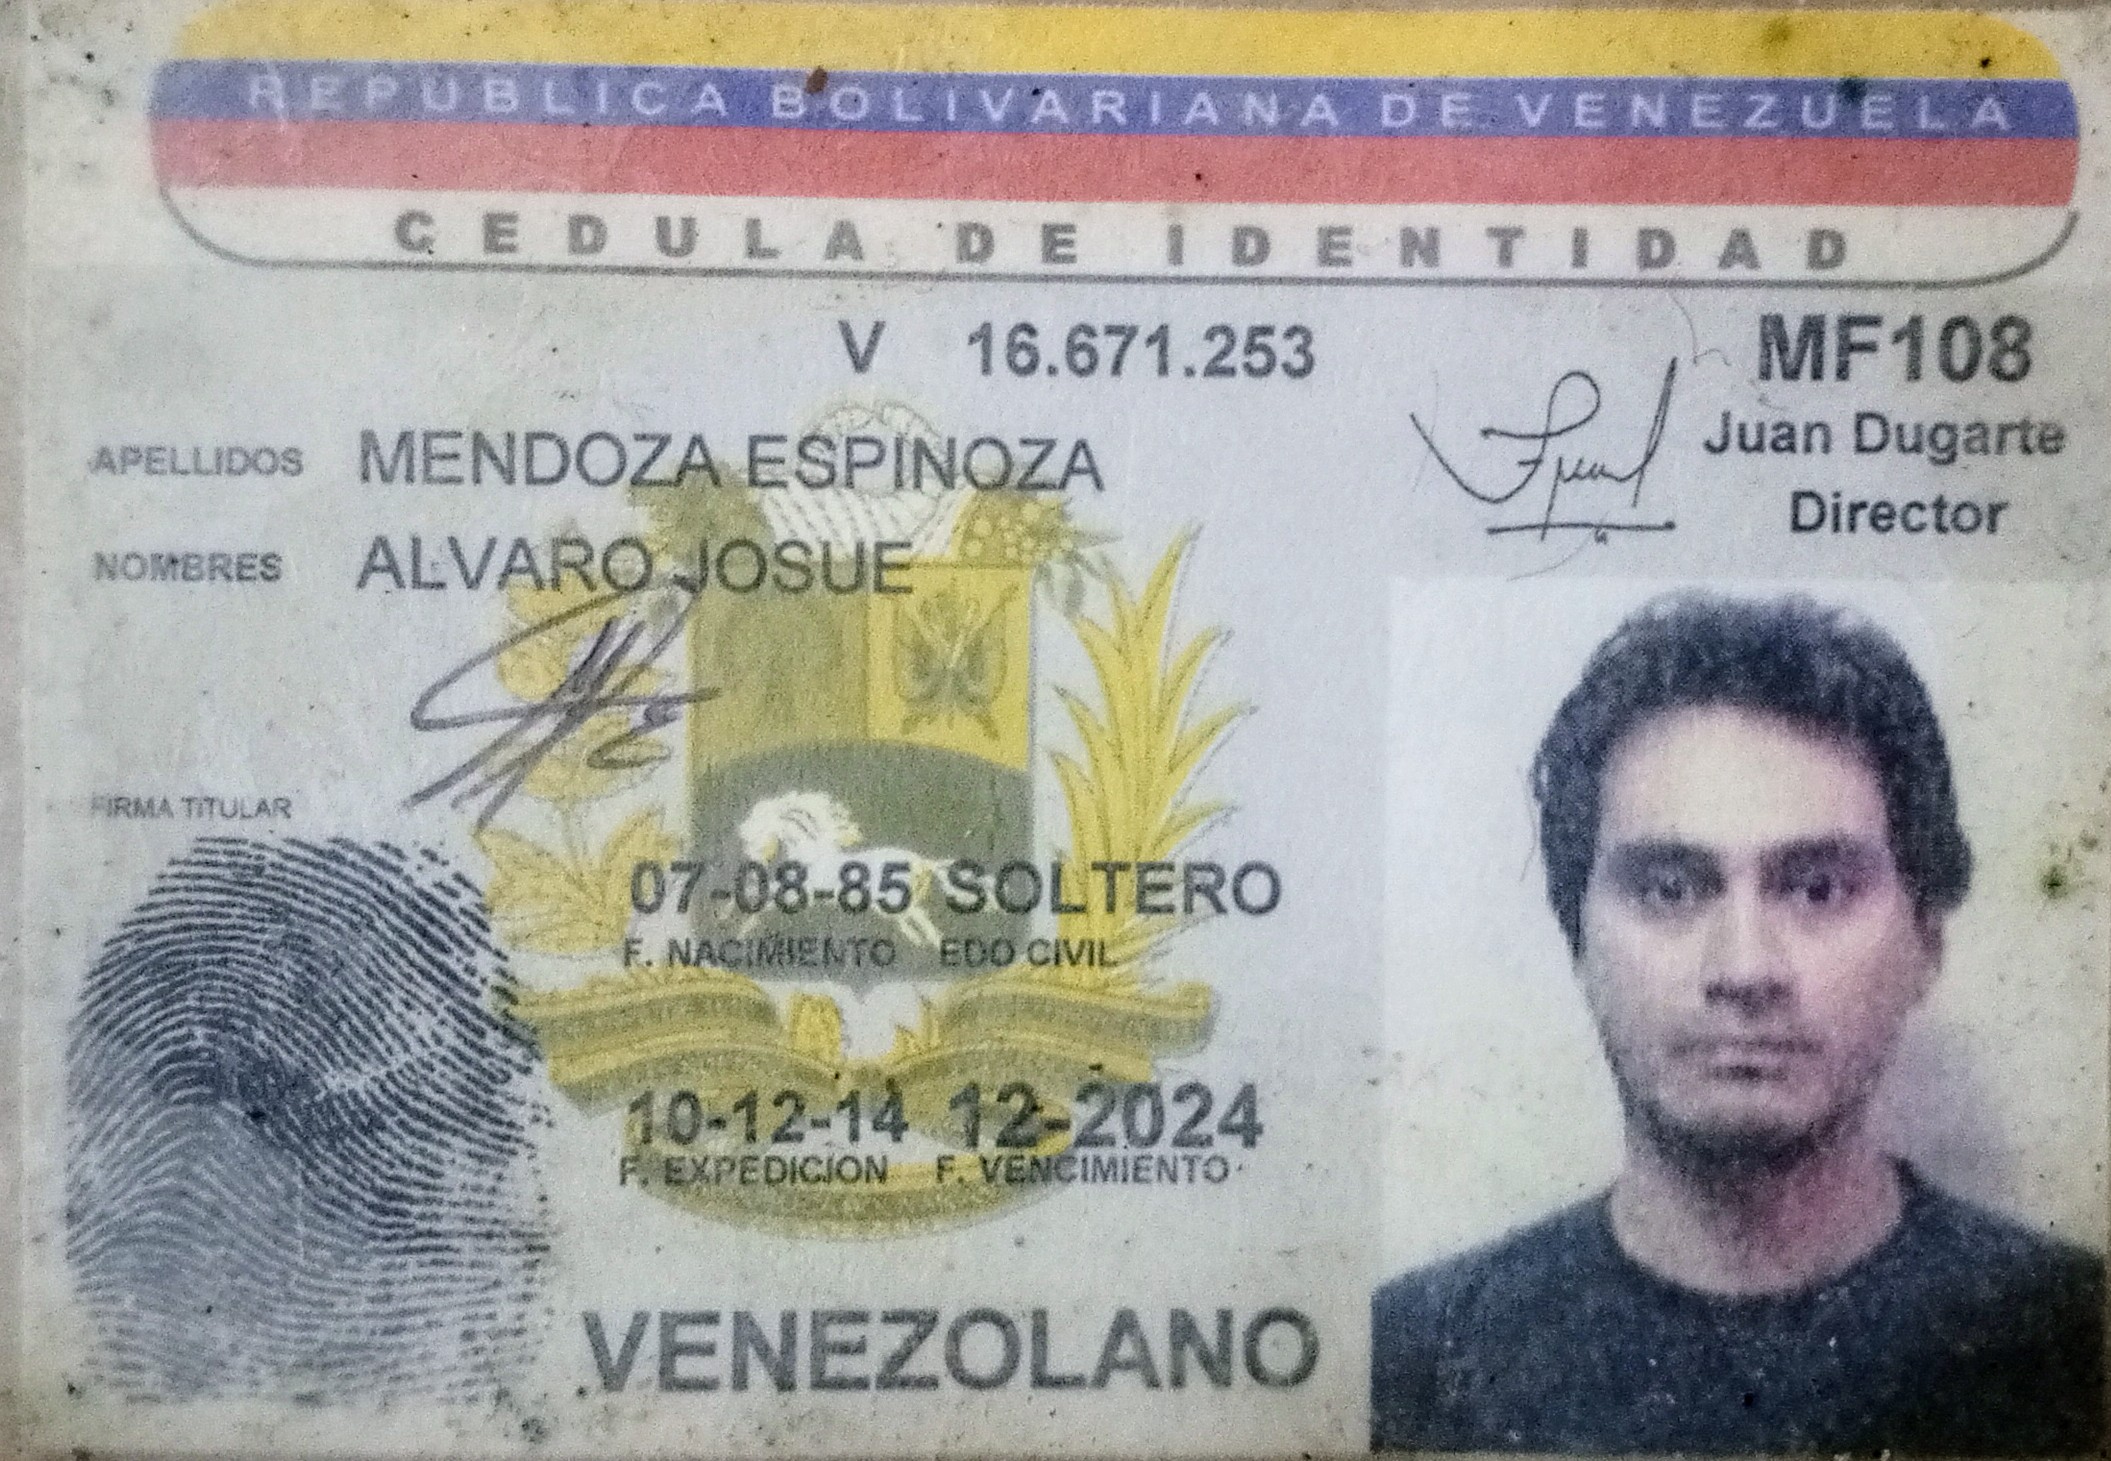 REPUBLICA BOLIVARIANA DE VENEZUELA
CEDULA DE IDENTIDAD
V 16.671.253
MF108
Juan Dugarte
Director
APELLIDOS MENDOZA ESPINOZA
NOMBRES ALVARO JOSUE
FIRMA TITULAR
07-08-85 SOLTERO
F. NACIMIENTO EDO CIVIL
10-12-14 12-2024
F. EXPEDICION F. VENCIMIENTO
VENEZOLANO